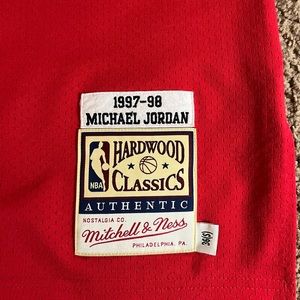 1997-98
MICHAEL JORDAN
NBA
HARDWOOD
CLASSICS
AUTHENTIC
NOSTALGIA CO.
Mitchell & Ness
PHILADELPHIA, PA.
36(S)